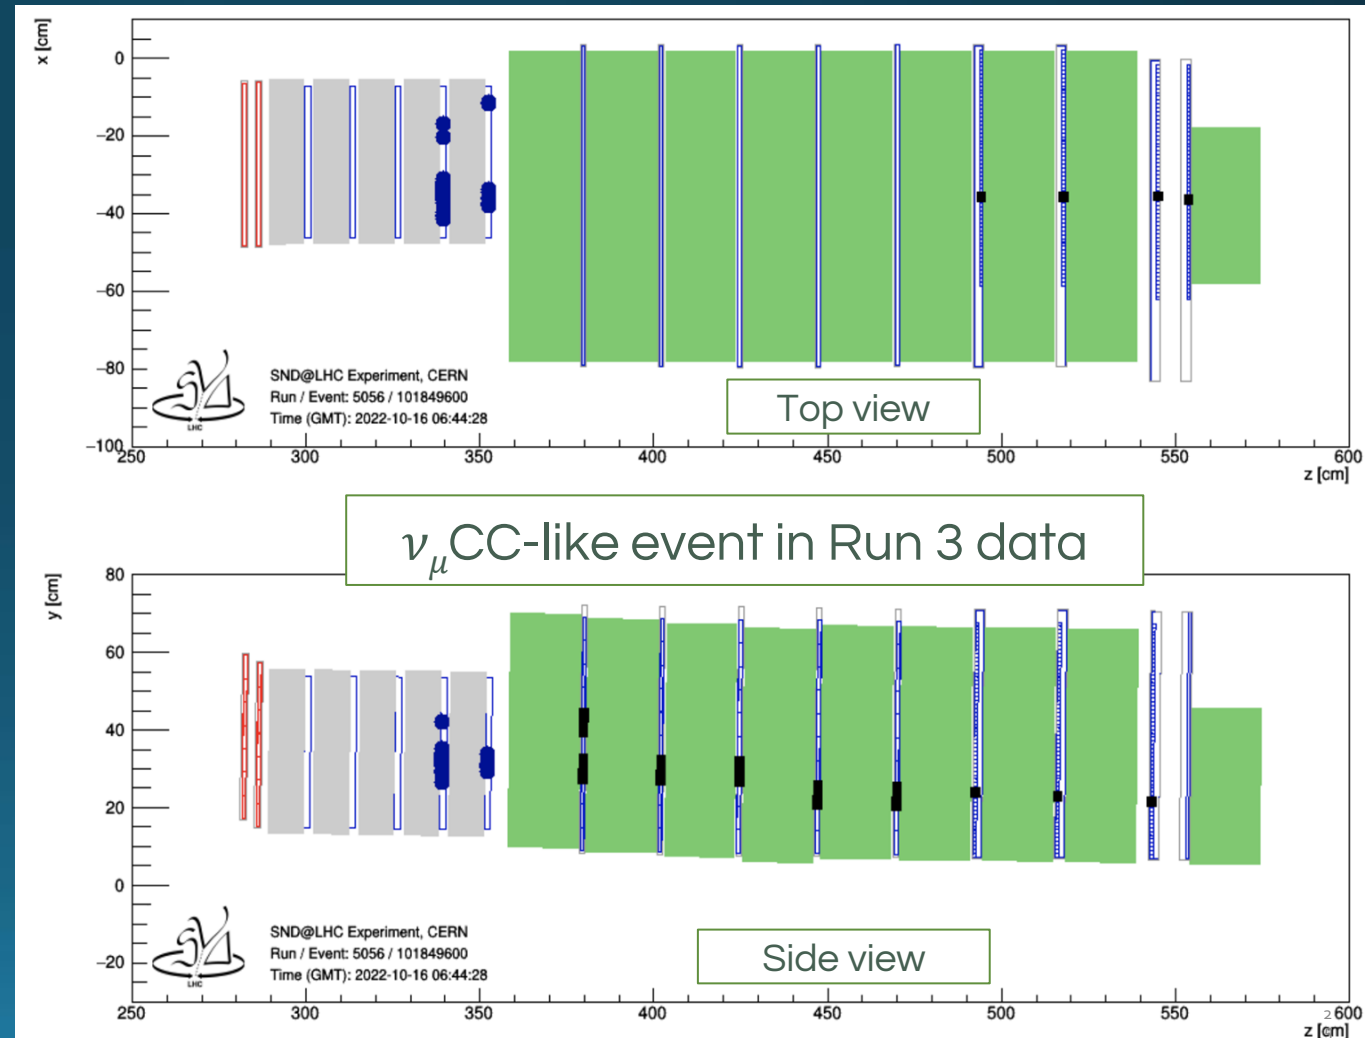 x [cm]
0
−20
−40
−60
−80
−100
SND@LHC Experiment, CERN
Run / Event: 5056 / 101849600
Time (GMT): 2022-10-16 06:44:28
LHC
Top view
250 300 350 400 450 500 550 600
z [cm]
νμCC-like event in Run 3 data
y [cm]
80
60
40
20
0
−20
SND@LHC Experiment, CERN
Run / Event: 5056 / 101849600
Time (GMT): 2022-10-16 06:44:28
LHC
Side view
250 300 350 400 450 500 550 600
z [cm]